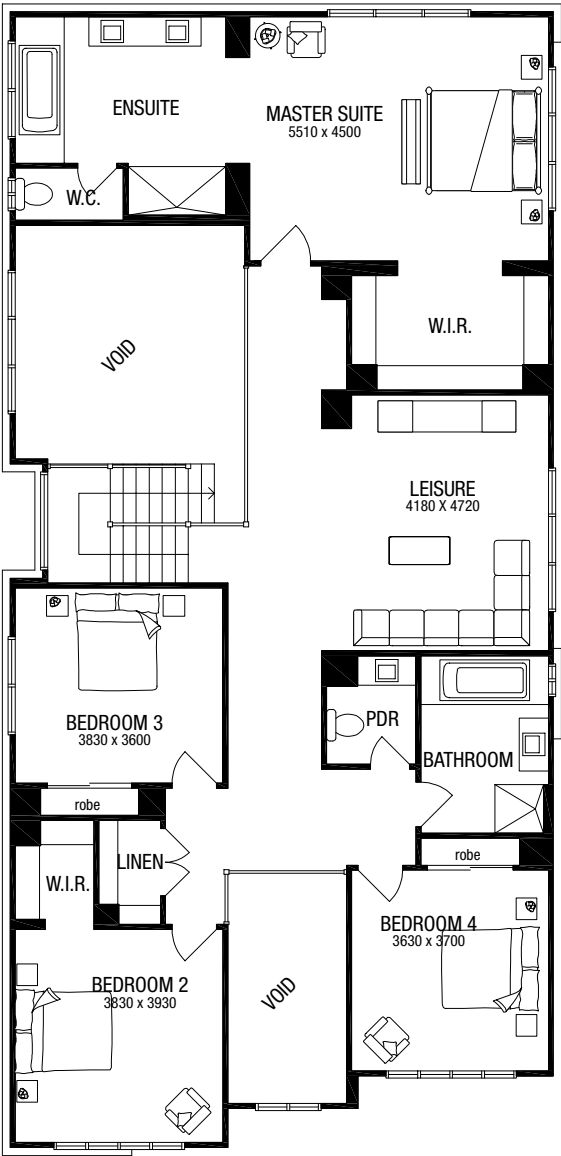 ENSUITE
MASTER SUITE
5510 x 4500
W.C.
W.I.R.
VOID
LEISURE
4180 X 4720
BEDROOM 3
3830 x 3600
PDR
BATHROOM
robe
LINEN
robe
W.I.R.
BEDROOM 4
3630 x 3700
BEDROOM 2
3830 x 3930
VOID